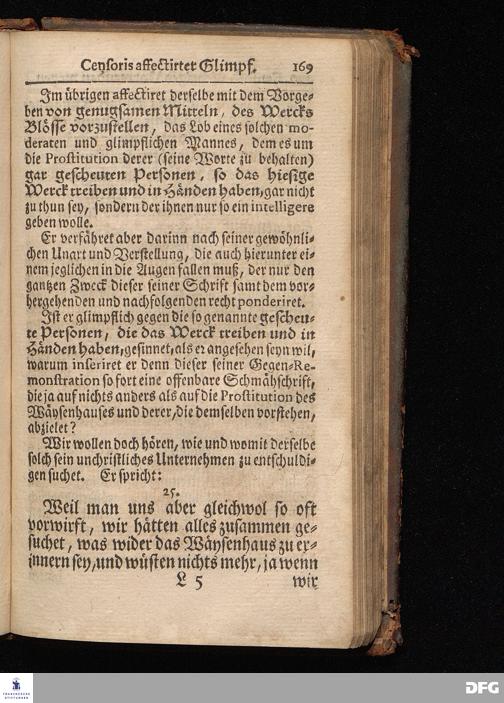 Censoris affectirter Glimpf. 169
Im übrigen affectiret derselbe mit dem Vorge-
ben von genugsamen Mitteln, des Wercks
Blösse vorzustellen, das Lob eines solchen mo-
deraten und glimpflichen Mannes, dem es um
die Prostitution derer (seine Worte zu behalten)
gar gescheuten Personen, so das hiesige
Werck treiben und in Händen haben, gar nicht
zu thun sey, sondern der ihnen nur so ein intelligere
geben wolle.
Er verfähret aber darinn nach seiner gewöhnli-
chen Unart und Verstellung, die auch hierunter ei-
nem jeglichen in die Augen fallen muß, der nur den
gantzen Zweck dieser seiner Schrift samt dem vor-
hergehenden und nachfolgenden recht ponderiret.
Ist er glimpflich gegen die so genannte gescheu-
te Personen, die das Werck treiben und in
Händen haben, gesinnet, als er angesehen seyn wil,
warum inseriret er denn dieser seiner Gegen-Re-
monstration so fort eine offenbare Schmähschrift,
die ja auf nichts anders als auf die Prostitution des
Wäysenhauses und derer, die demselben vorstehen,
abzielet?
Wir wollen doch hören, wie und womit derselbe
solch sein unchristliches Unternehmen zu entschuldi-
gen suchet. Er spricht:
25.
Weil man uns aber gleichwol so oft
vorwirft, wir hätten alles zusammen ge-
suchet, was wider das Wäysenhaus zu er-
innern sey, und wüsten nichts mehr, ja wenn
L 5 wir
FRANCKESCHE
STIFTUNGEN
DFG